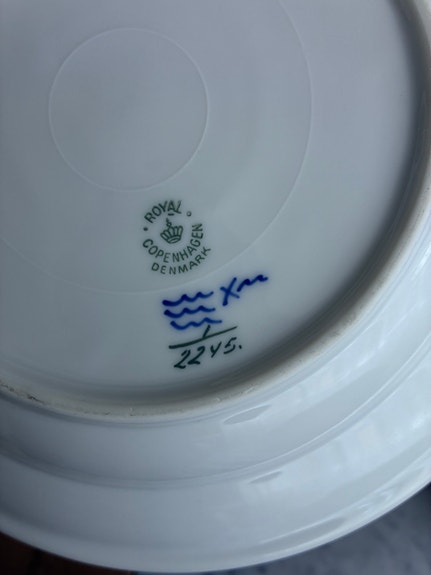 ROYAL
COPENHAGEN
DENMARK
1
2245.